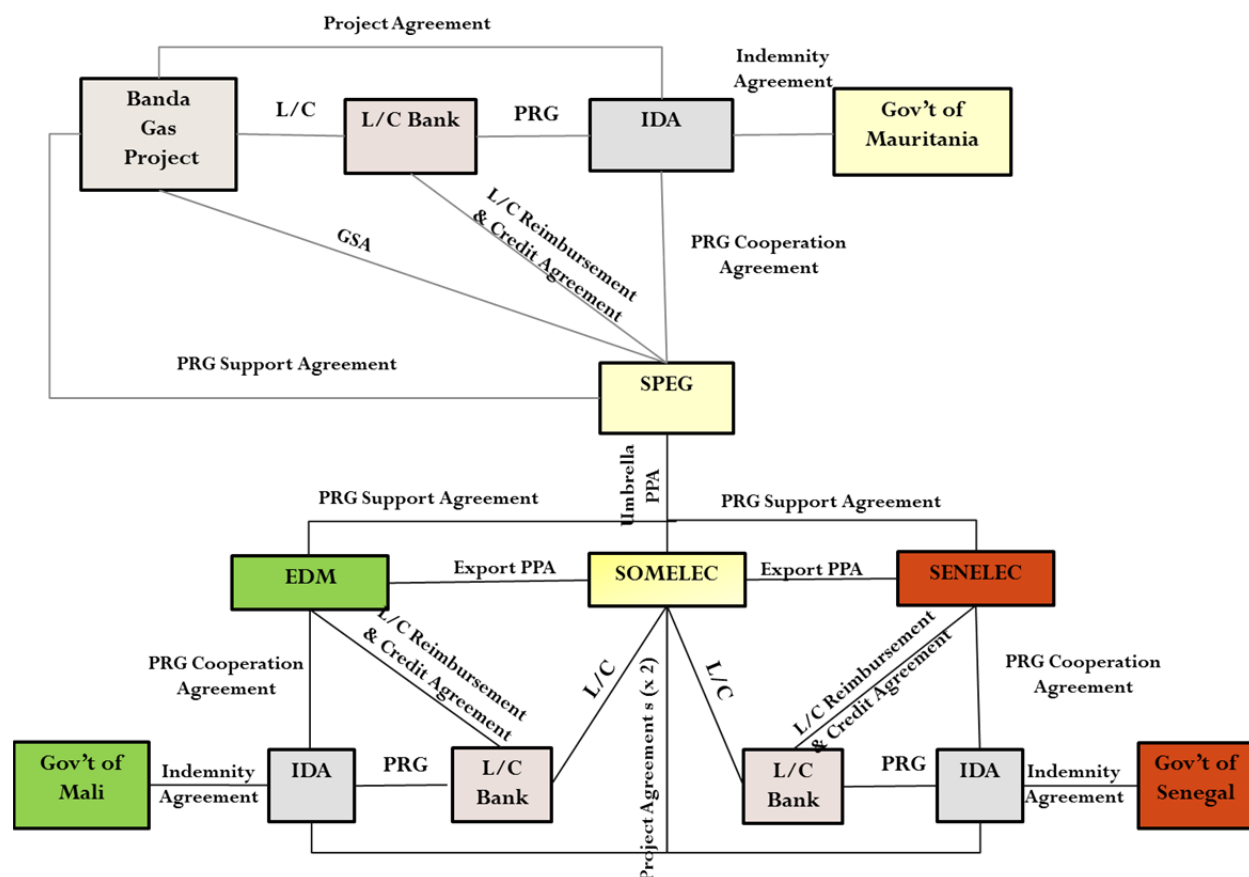 Project Agreement
Indemnity
Agreement
Banda
Gas
Project
L/C
L/C Bank
PRG
IDA
Gov't of
Mauritania
L/C Reimbursement
& Credit Agreement
GSA
PRG Cooperation
Agreement
PRG Support Agreement
SPEG
Umbrella
PPA
PRG Support Agreement
PRG Support Agreement
EDM
Export PPA
SOMELEC
Export PPA
SENELEC
L/C Reimbursement
& Credit Agreement
L/C
L/C
L/C Reimbursement
& Credit Agreement
PRG Cooperation
Agreement
PRG Cooperation
Agreement
Project Agreement s (x 2)
Gov't of
Mali
Indemnity
Agreement
IDA
PRG
L/C
Bank
L/C
Bank
PRG
IDA
Indemnity
Agreement
Gov't of
Senegal